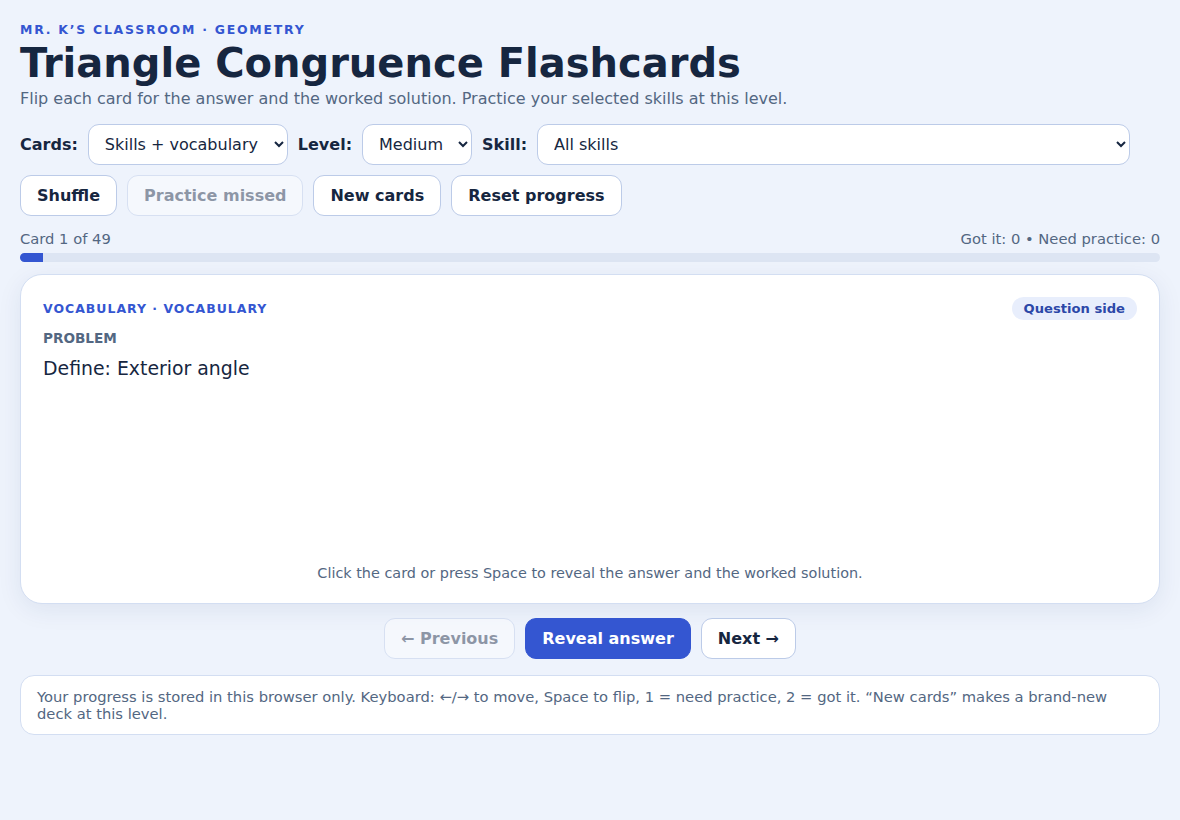 MR. K’S CLASSROOM · GEOMETRY
Triangle Congruence Flashcards
Flip each card for the answer and the worked solution. Practice your selected skills at this level.
Cards: Skills + vocabulary Level: Medium Skill: All skills
Shuffle Practice missed New cards Reset progress
Card 1 of 49 Got it: 0 • Need practice: 0
VOCABULARY · VOCABULARY Question side
PROBLEM
Define: Exterior angle
Click the card or press Space to reveal the answer and the worked solution.
← Previous Reveal answer Next →
Your progress is stored in this browser only. Keyboard: ←/→ to move, Space to flip, 1 = need practice, 2 = got it. “New cards” makes a brand-new
deck at this level.